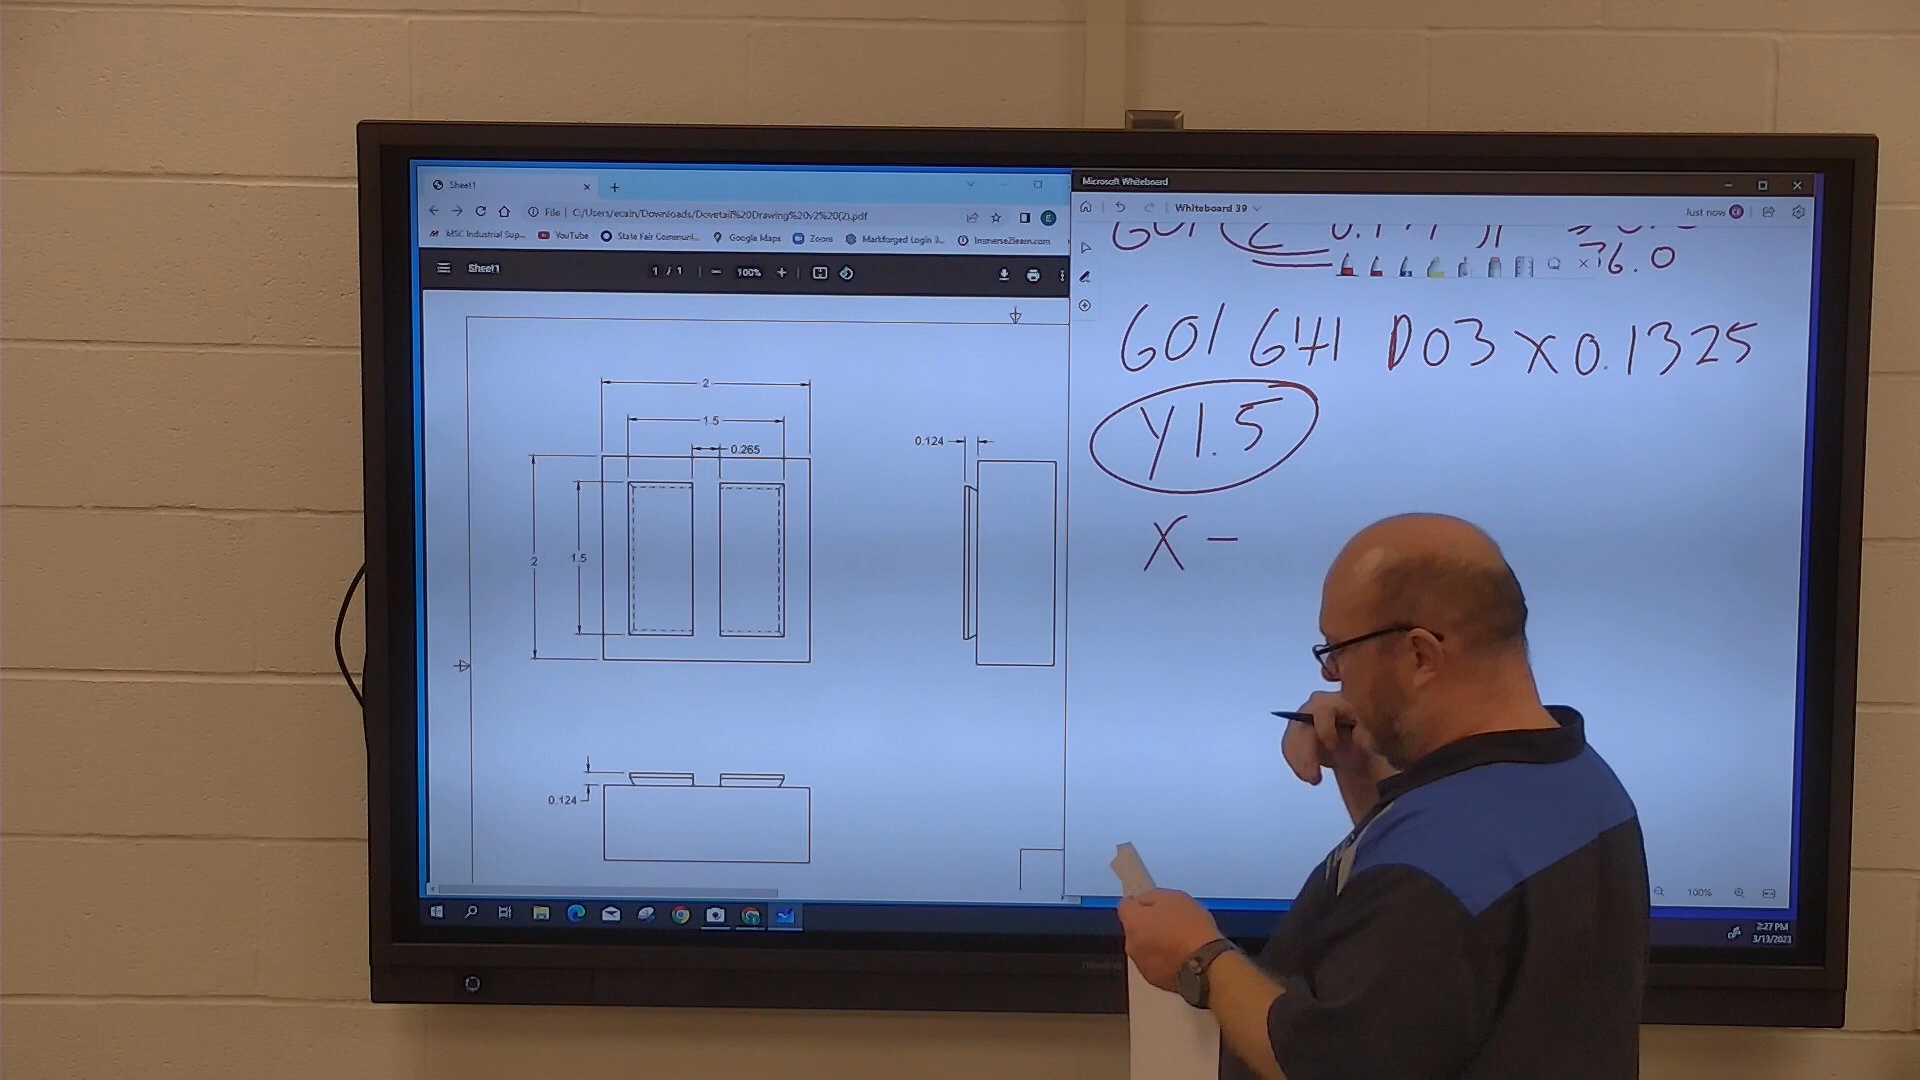 Sheet1
File | C:/Users/ecain/Downloads/Dovetail%20Drawing%20v2%20(2).pdf
MSC Industrial Sup... YouTube State Fair Communi... Google Maps Zoom Markforged Login J... Immerse2learn.com
Sheet1 1 / 1 100%
2
1.5
0.265
2
1.5
0.124
0.124
Microsoft Whiteboard
Whiteboard 39 Just now
G01
76.0
G01 G41 D03 X0.1325
Y1.5
X -
100%
2:27 PM
3/13/2023
newline